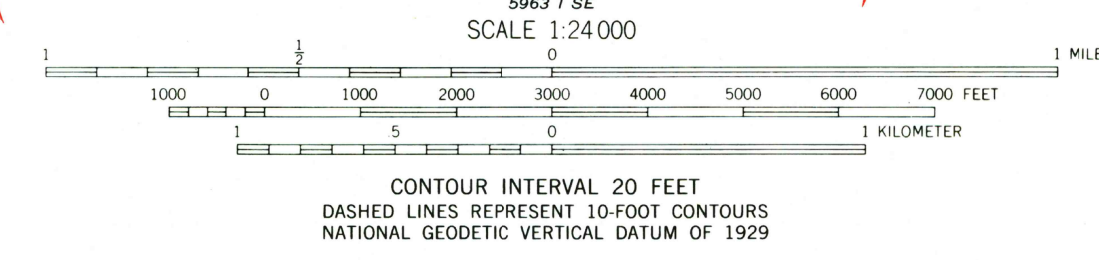 5963 I SE
SCALE 1:24 000
1 1/2 0 1 MILE
1000 0 1000 2000 3000 4000 5000 6000 7000 FEET
1 .5 0 1 KILOMETER
CONTOUR INTERVAL 20 FEET
DASHED LINES REPRESENT 10-FOOT CONTOURS
NATIONAL GEODETIC VERTICAL DATUM OF 1929